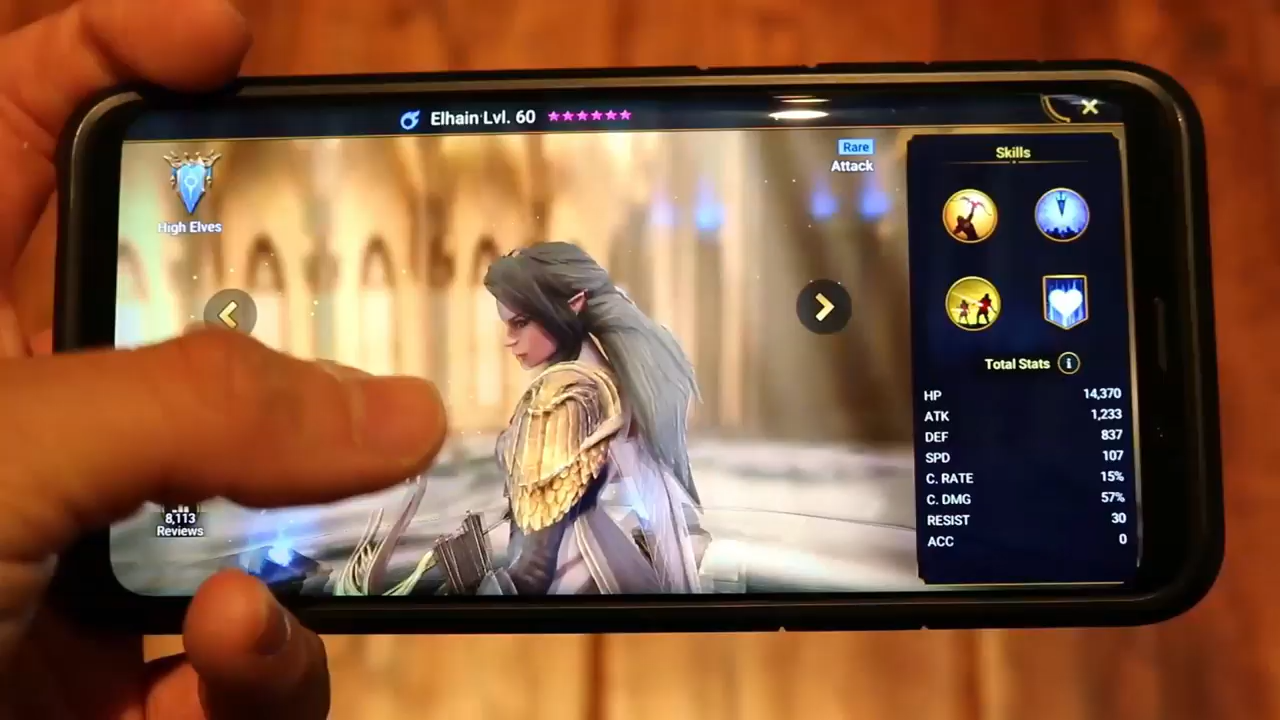 Elhain Lvl. 60
Rare
Attack
High Elves
8,113
Reviews
Skills
Total Stats
HP 14,370
ATK 1,233
DEF 837
SPD 107
C. RATE 15%
C. DMG 57%
RESIST 30
ACC 0